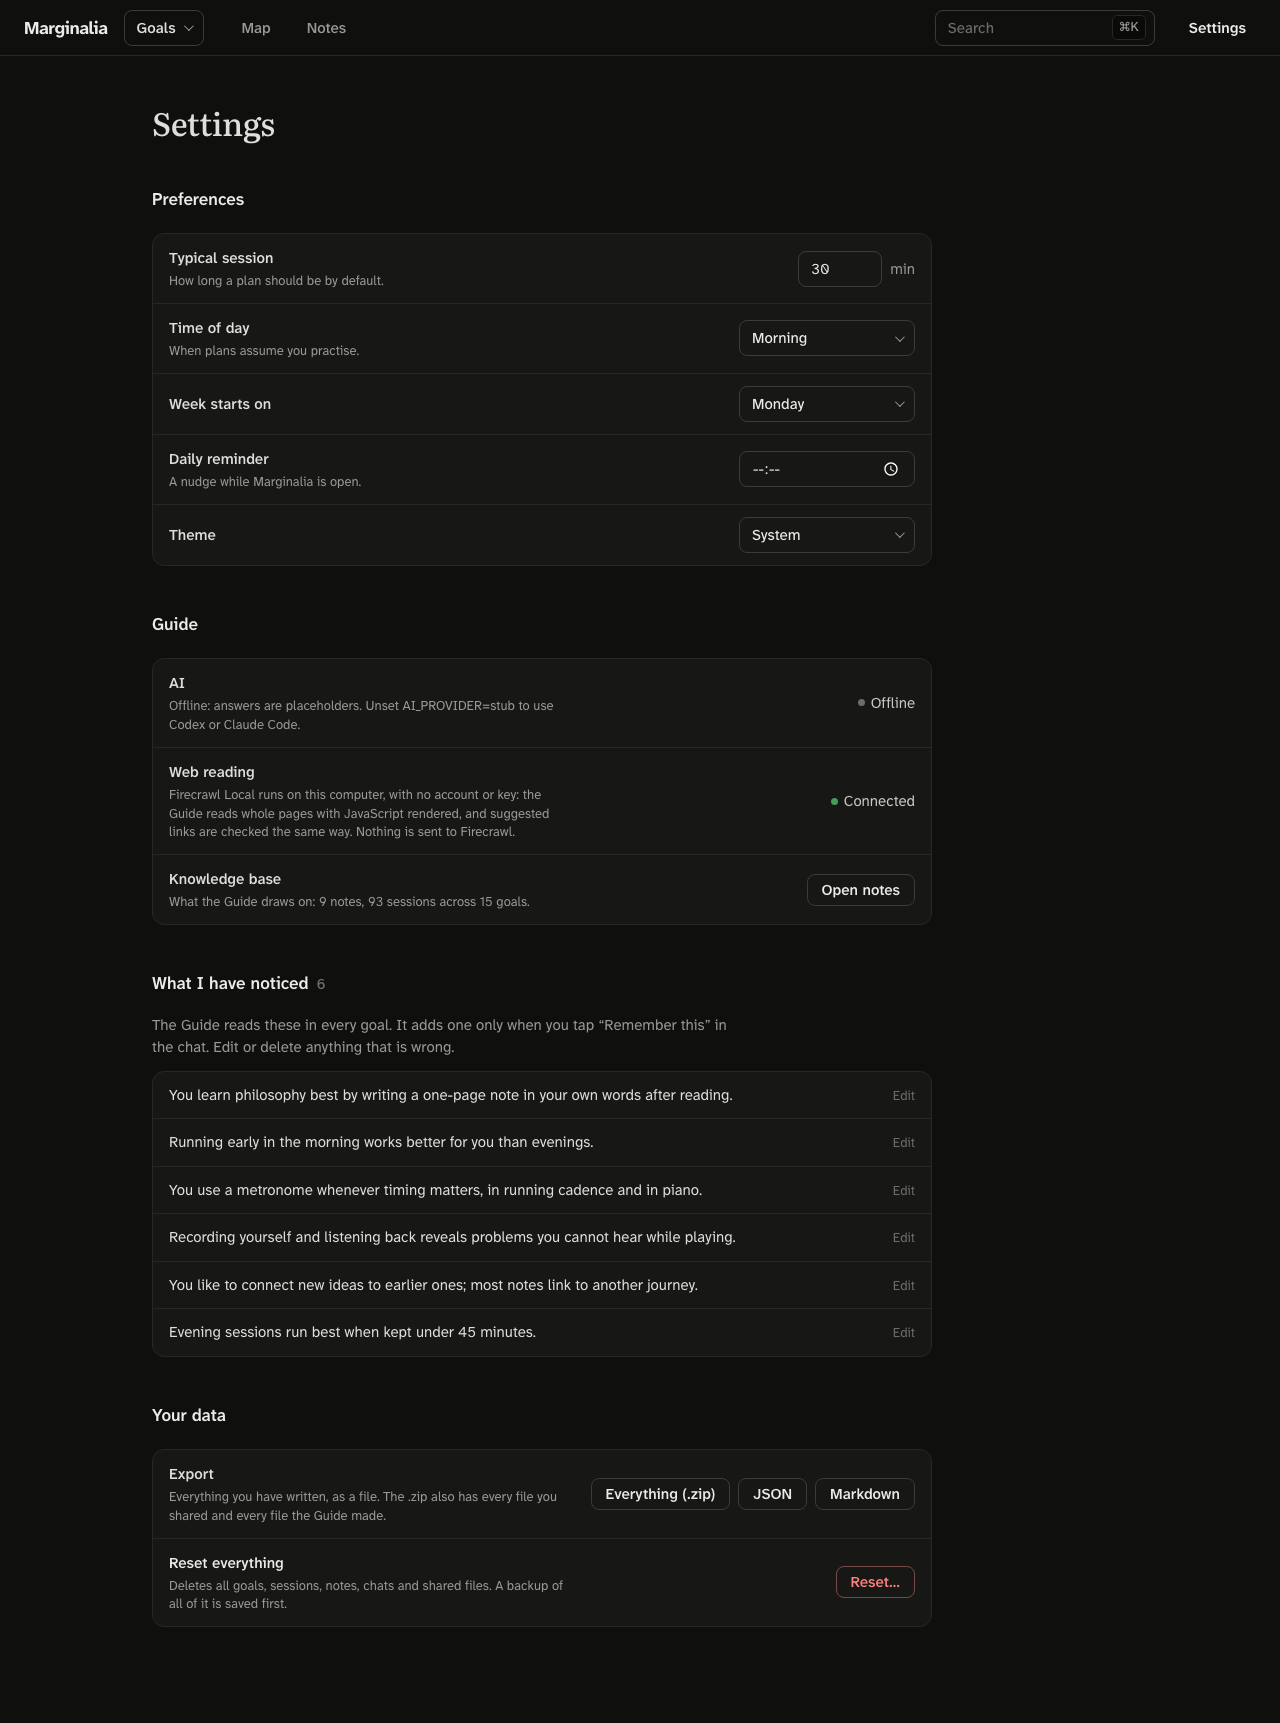 Marginalia
Goals
Map
Notes
Search
⌘K
Settings
Settings
Preferences
Typical session
How long a plan should be by default.
30
min
Time of day
When plans assume you practise.
Morning
Week starts on
Monday
Daily reminder
A nudge while Marginalia is open.
--:--
Theme
System
Guide
AI
Offline: answers are placeholders. Unset AI_PROVIDER=stub to use
Codex or Claude Code.
Offline
Web reading
Firecrawl Local runs on this computer, with no account or key: the
Guide reads whole pages with JavaScript rendered, and suggested
links are checked the same way. Nothing is sent to Firecrawl.
Connected
Knowledge base
What the Guide draws on: 9 notes, 93 sessions across 15 goals.
Open notes
What I have noticed 6
The Guide reads these in every goal. It adds one only when you tap “Remember this” in
the chat. Edit or delete anything that is wrong.
You learn philosophy best by writing a one-page note in your own words after reading.
Edit
Running early in the morning works better for you than evenings.
Edit
You use a metronome whenever timing matters, in running cadence and in piano.
Edit
Recording yourself and listening back reveals problems you cannot hear while playing.
Edit
You like to connect new ideas to earlier ones; most notes link to another journey.
Edit
Evening sessions run best when kept under 45 minutes.
Edit
Your data
Export
Everything you have written, as a file. The .zip also has every file you
shared and every file the Guide made.
Everything (.zip)
JSON
Markdown
Reset everything
Deletes all goals, sessions, notes, chats and shared files. A backup of
all of it is saved first.
Reset…